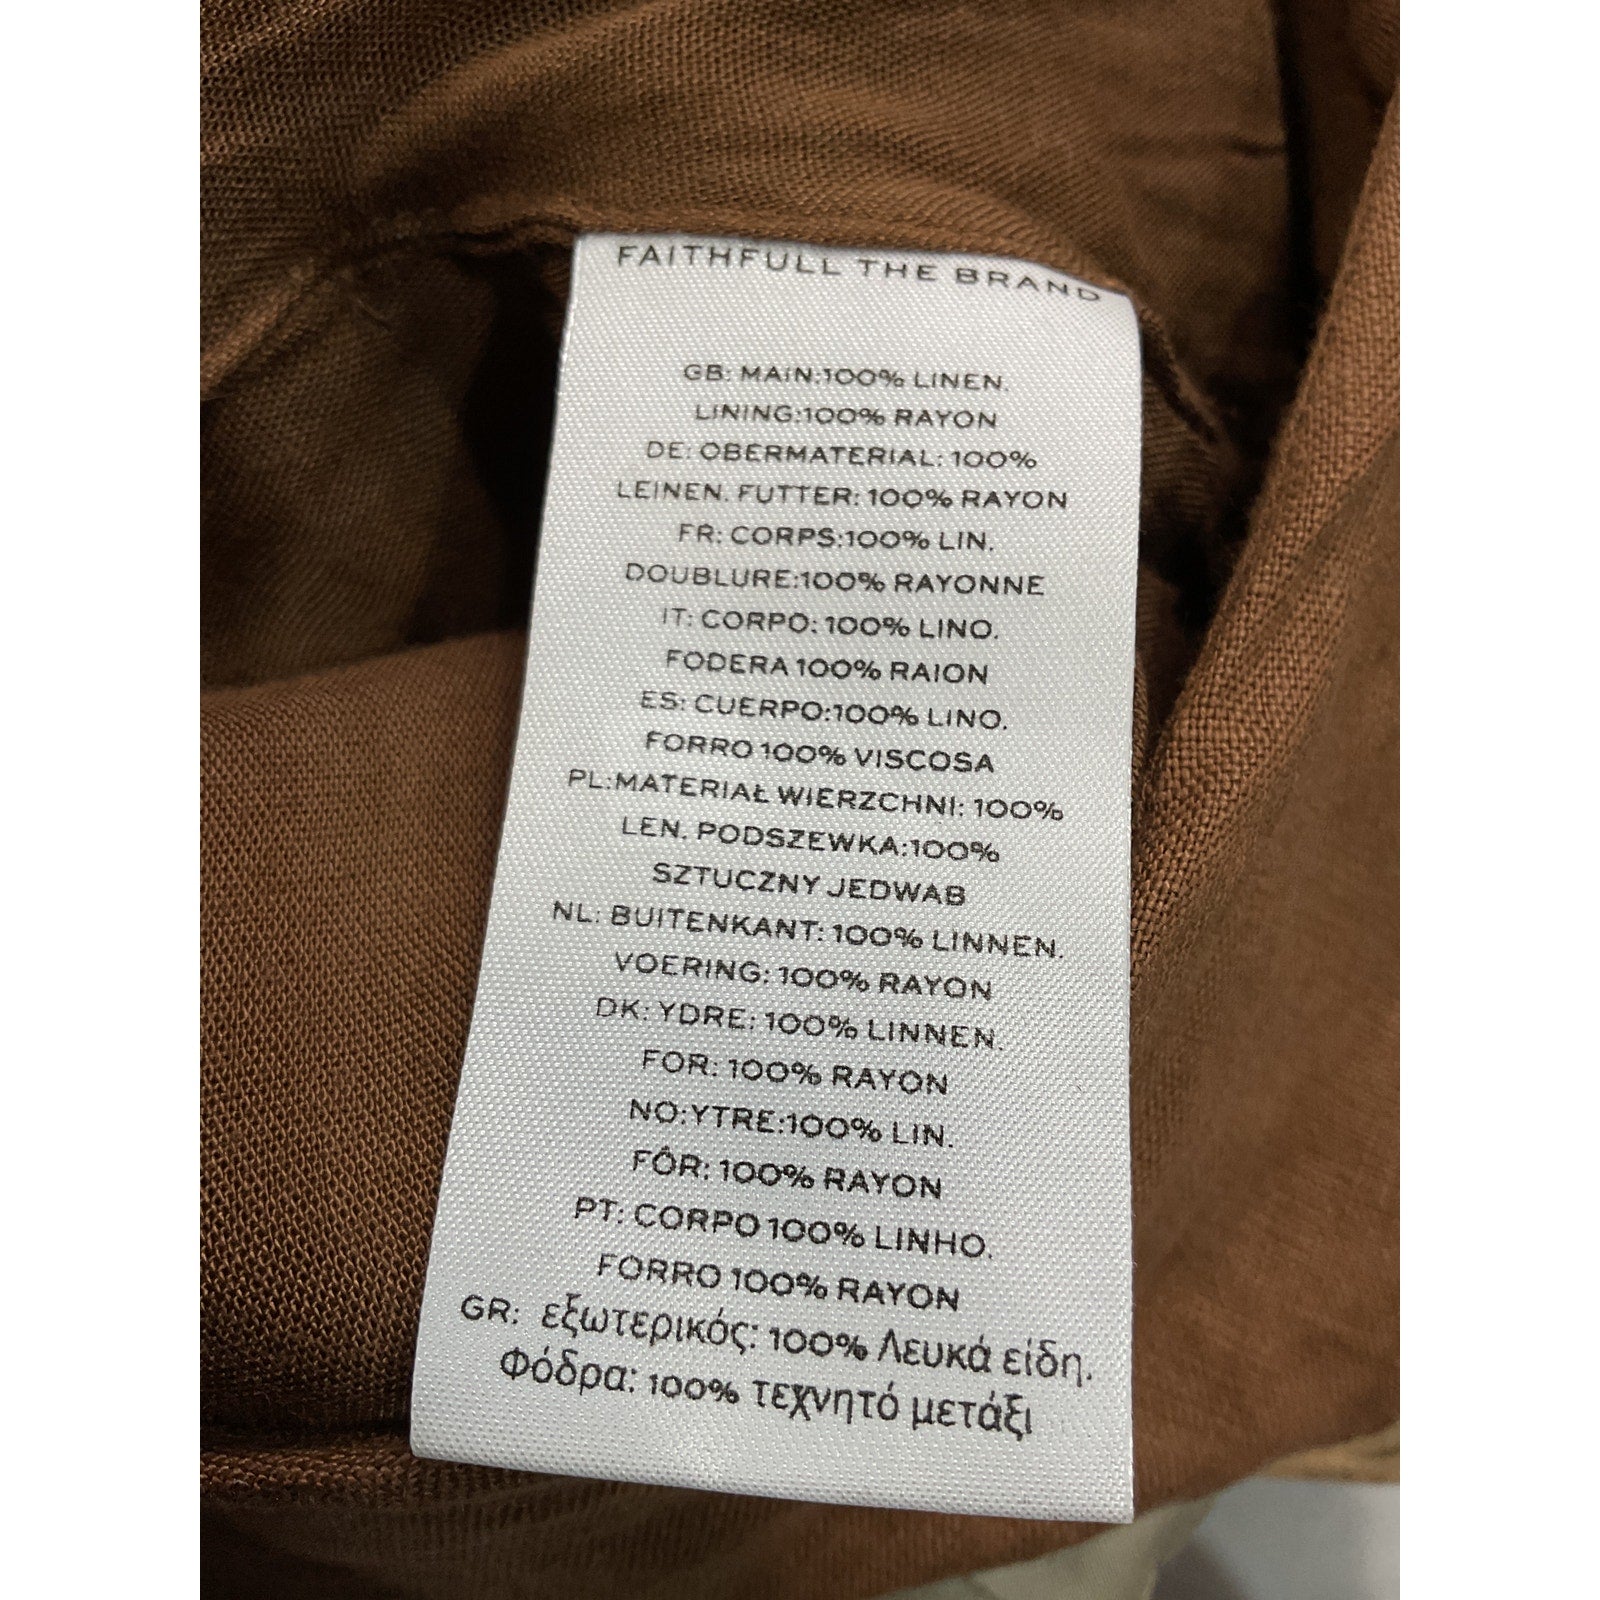 FAITHFULL THE BRAND
GB: MAIN:100% LINEN.
LINING:100% RAYON
DE: OBERMATERIAL: 100%
LEINEN. FUTTER: 100% RAYON
FR: CORPS:100% LIN.
DOUBLURE:100% RAYONNE
IT: CORPO: 100% LINO.
FODERA 100% RAION
ES: CUERPO:100% LINO.
FORRO 100% VISCOSA
PL:MATERIAŁ WIERZCHNI: 100%
LEN. PODSZEWKA:100%
SZTUCZNY JEDWAB
NL: BUITENKANT: 100% LINNEN.
VOERING: 100% RAYON
DK: YDRE: 100% LINNEN.
FOR: 100% RAYON
NO:YTRE:100% LIN.
FÔR: 100% RAYON
PT: CORPO 100% LINHO.
FORRO 100% RAYON
GR: εξωτερικός: 100% Λευκά είδη.
Φόδρα: 100% τεχνητό μετάξι